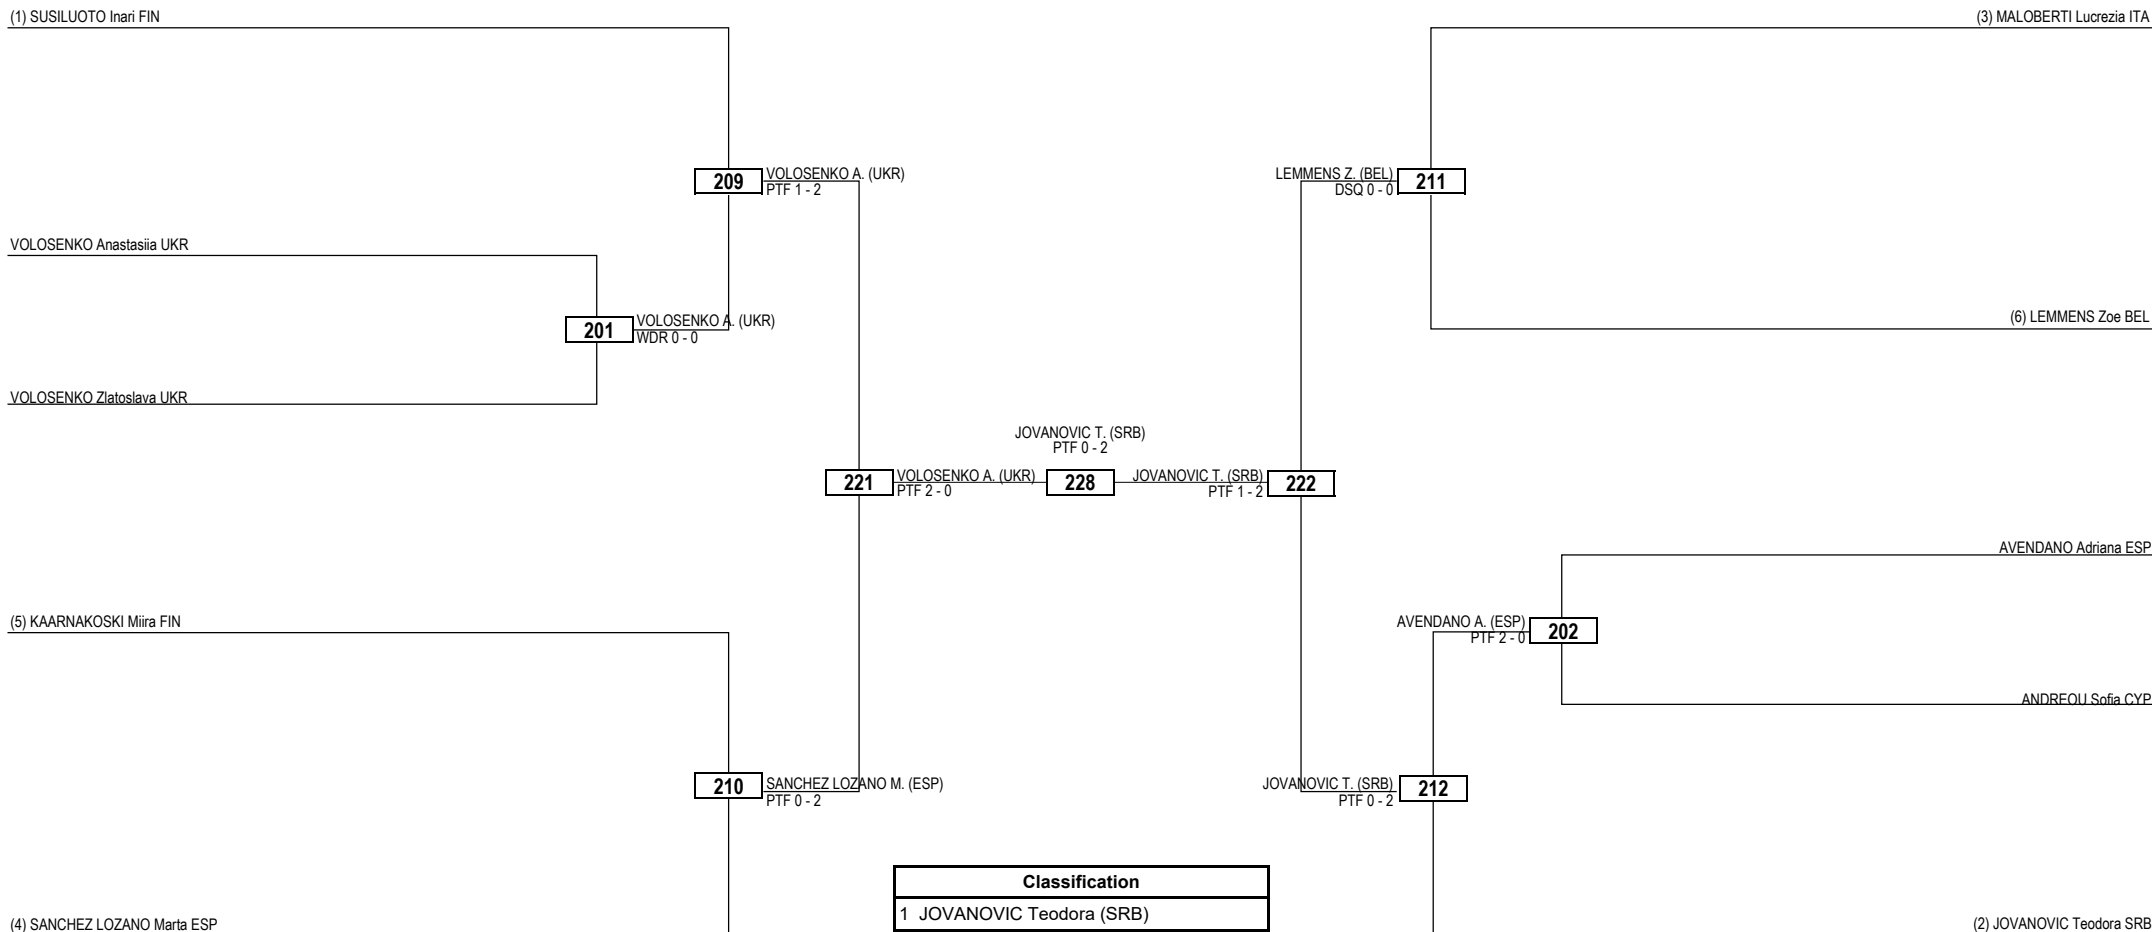 (1) SUSILUOTO Inari FIN
(3) MALOBERTI Lucrezia ITA
209
VOLOSENKO A. (UKR)
PTF 1 - 2
LEMMENS Z. (BEL)
DSQ 0 - 0
211
VOLOSENKO Anastasiia UKR
201
VOLOSENKO A. (UKR)
WDR 0 - 0
(6) LEMMENS Zoe BEL
VOLOSENKO Zlatoslava UKR
JOVANOVIC T. (SRB)
PTF 0 - 2
221
VOLOSENKO A. (UKR)
PTF 2 - 0
228
JOVANOVIC T. (SRB)
PTF 1 - 2
222
AVENDANO Adriana ESP
(5) KAARNAKOSKI Miira FIN
AVENDANO A. (ESP)
PTF 2 - 0
202
ANDREOU Sofia CYP
210
SANCHEZ LOZANO M. (ESP)
PTF 0 - 2
JOVANOVIC T. (SRB)
PTF 0 - 2
212
Classification
1 JOVANOVIC Teodora (SRB)
(4) SANCHEZ LOZANO Marta ESP
(2) JOVANOVIC Teodora SRB